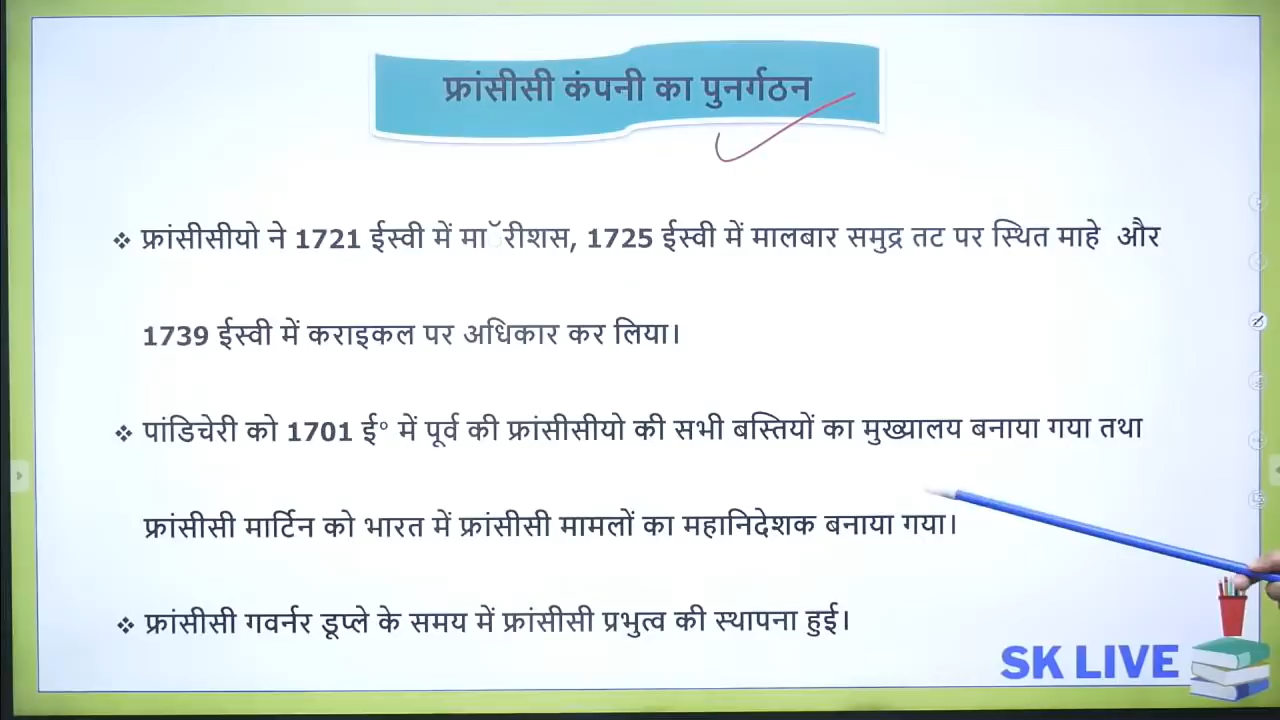 फ्रांसीसी कंपनी का पुनर्गठन
❖ फ्रांसीसीयो ने 1721 ईस्वी में माॅरीशस, 1725 ईस्वी में मालबार समुद्र तट पर स्थित माहे और
1739 ईस्वी में कराइकल पर अधिकार कर लिया।
❖ पांडिचेरी को 1701 ई° में पूर्व की फ्रांसीसीयो की सभी बस्तियों का मुख्यालय बनाया गया तथा
फ्रांसीसी मार्टिन को भारत में फ्रांसीसी मामलों का महानिदेशक बनाया गया।
❖ फ्रांसीसी गवर्नर डूप्ले के समय में फ्रांसीसी प्रभुत्व की स्थापना हुई।
SK LIVE